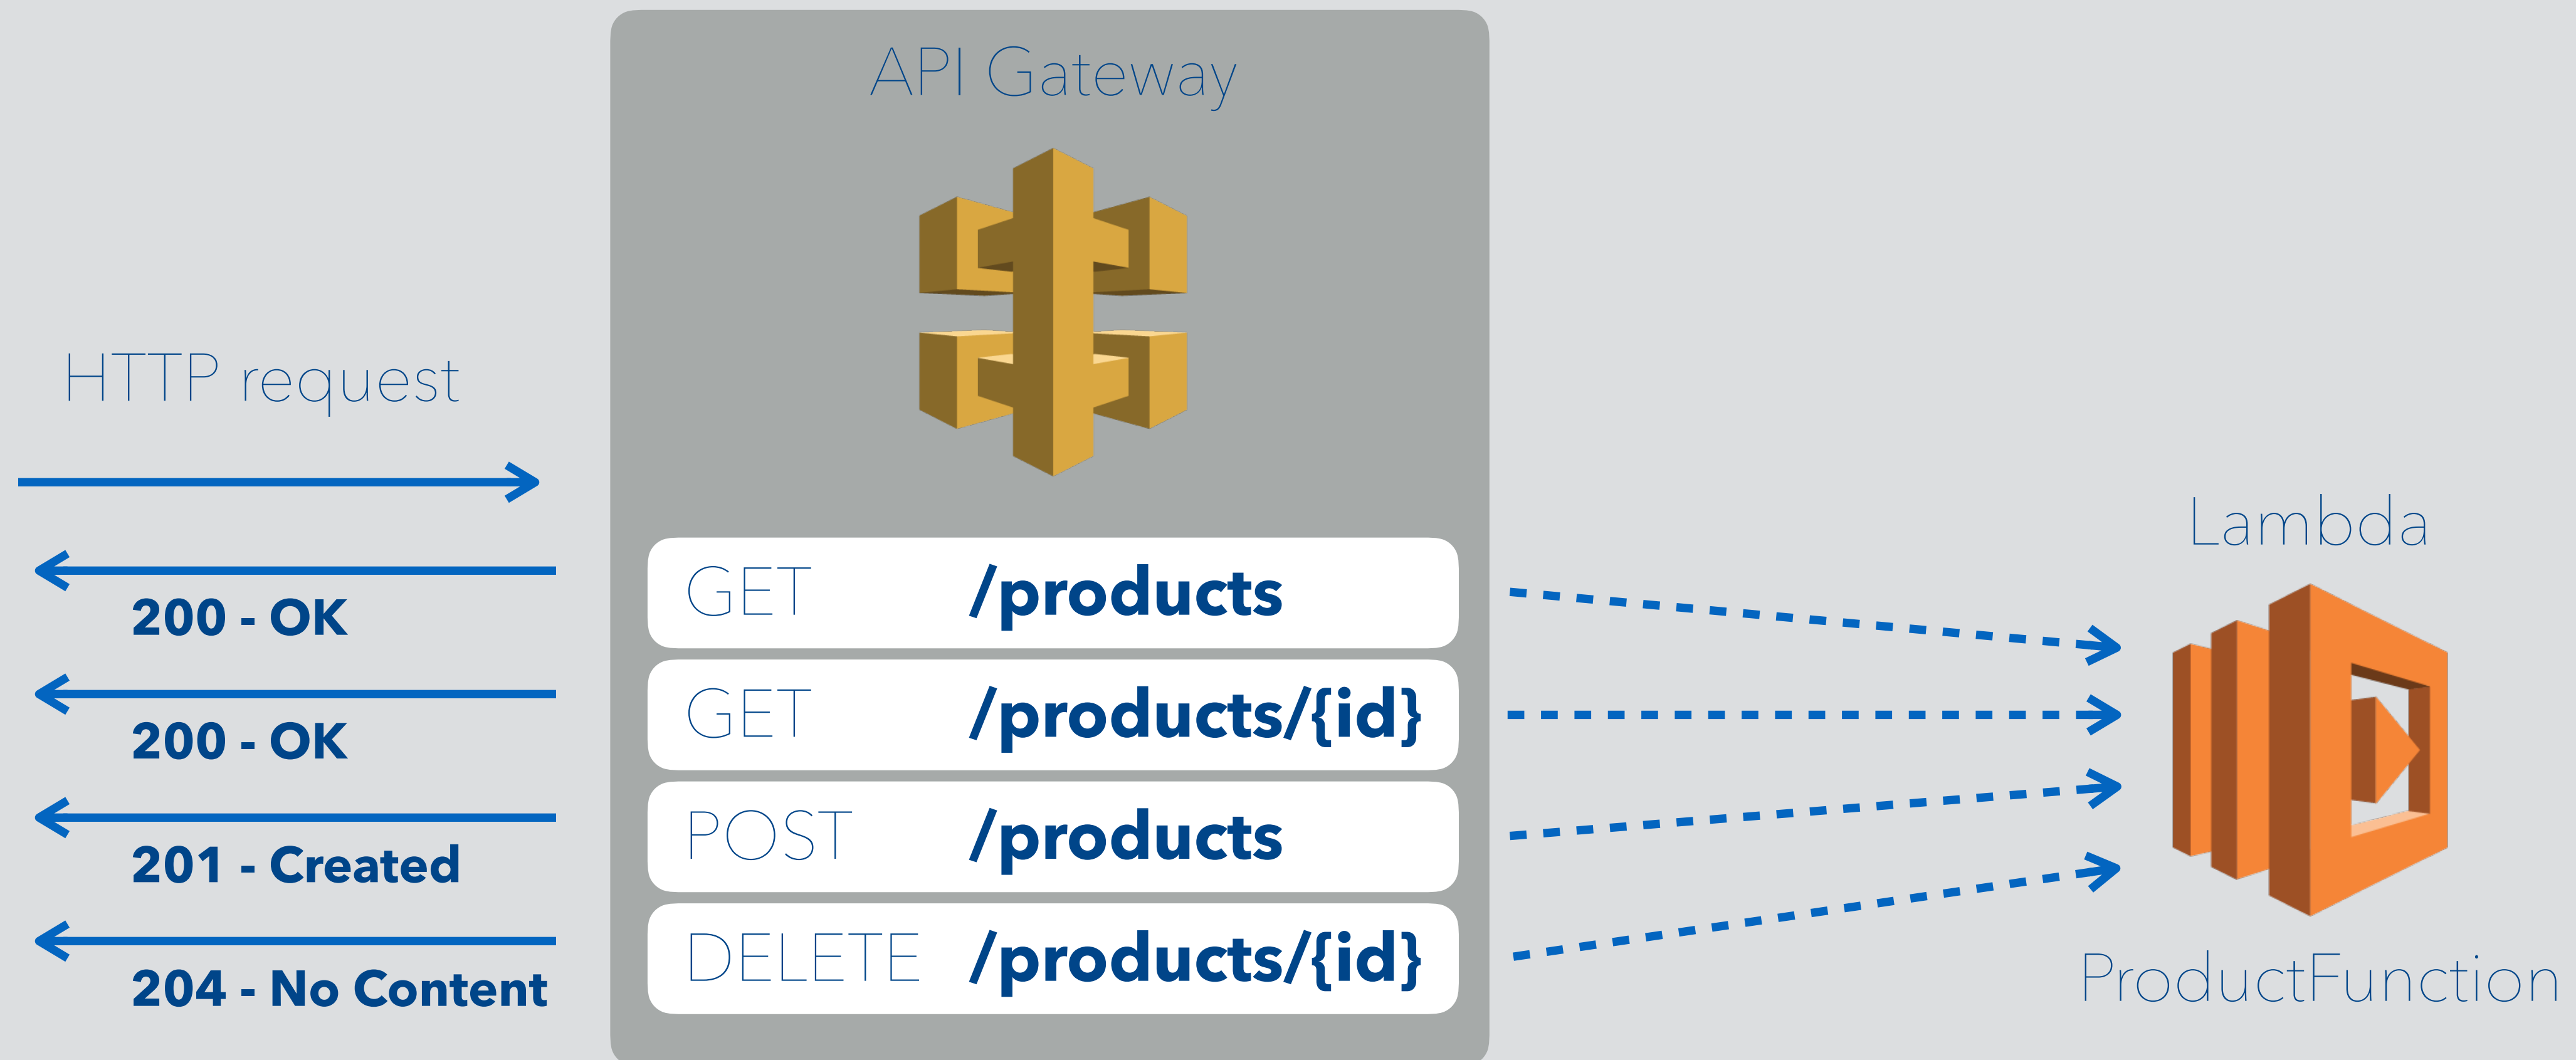 API Gateway
HTTP request
200 - OK
200 - OK
201 - Created
204 - No Content
GET /products
GET /products/{id}
POST /products
DELETE /products/{id}
Lambda
ProductFunction